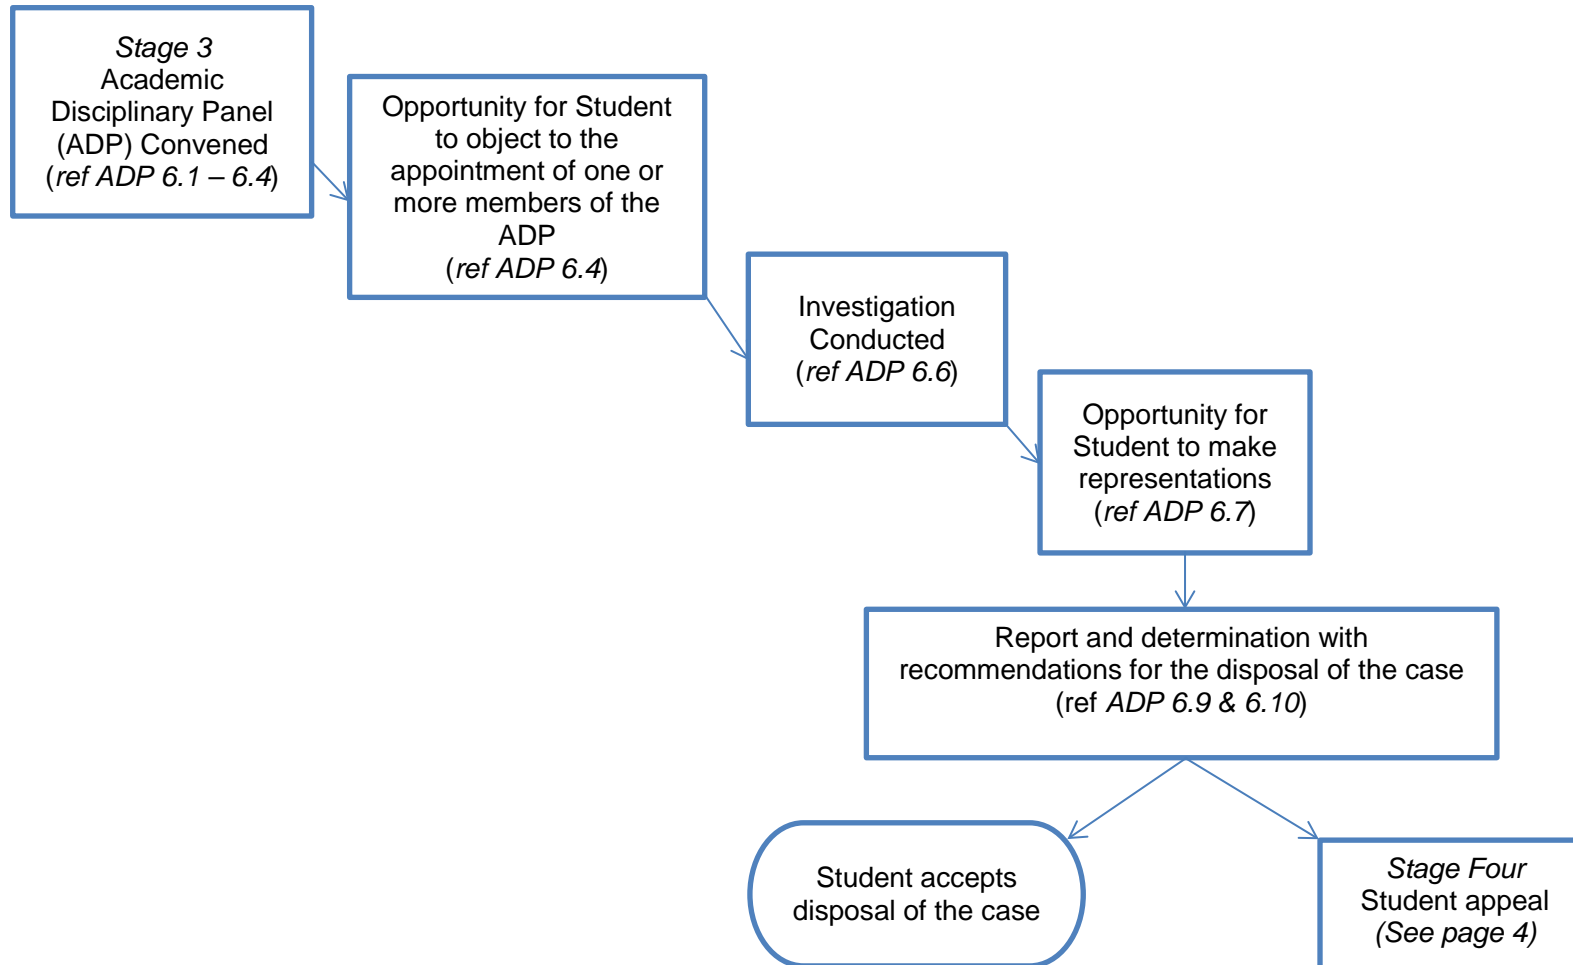 Stage 3
Academic
Disciplinary Panel
(ADP) Convened
(ref ADP 6.1 – 6.4)
Opportunity for Student
to object to the
appointment of one or
more members of the
ADP
(ref ADP 6.4)
Investigation
Conducted
(ref ADP 6.6)
Opportunity for
Student to make
representations
(ref ADP 6.7)
Report and determination with
recommendations for the disposal of the case
(ref ADP 6.9 & 6.10)
Student accepts
disposal of the case
Stage Four
Student appeal
(See page 4)